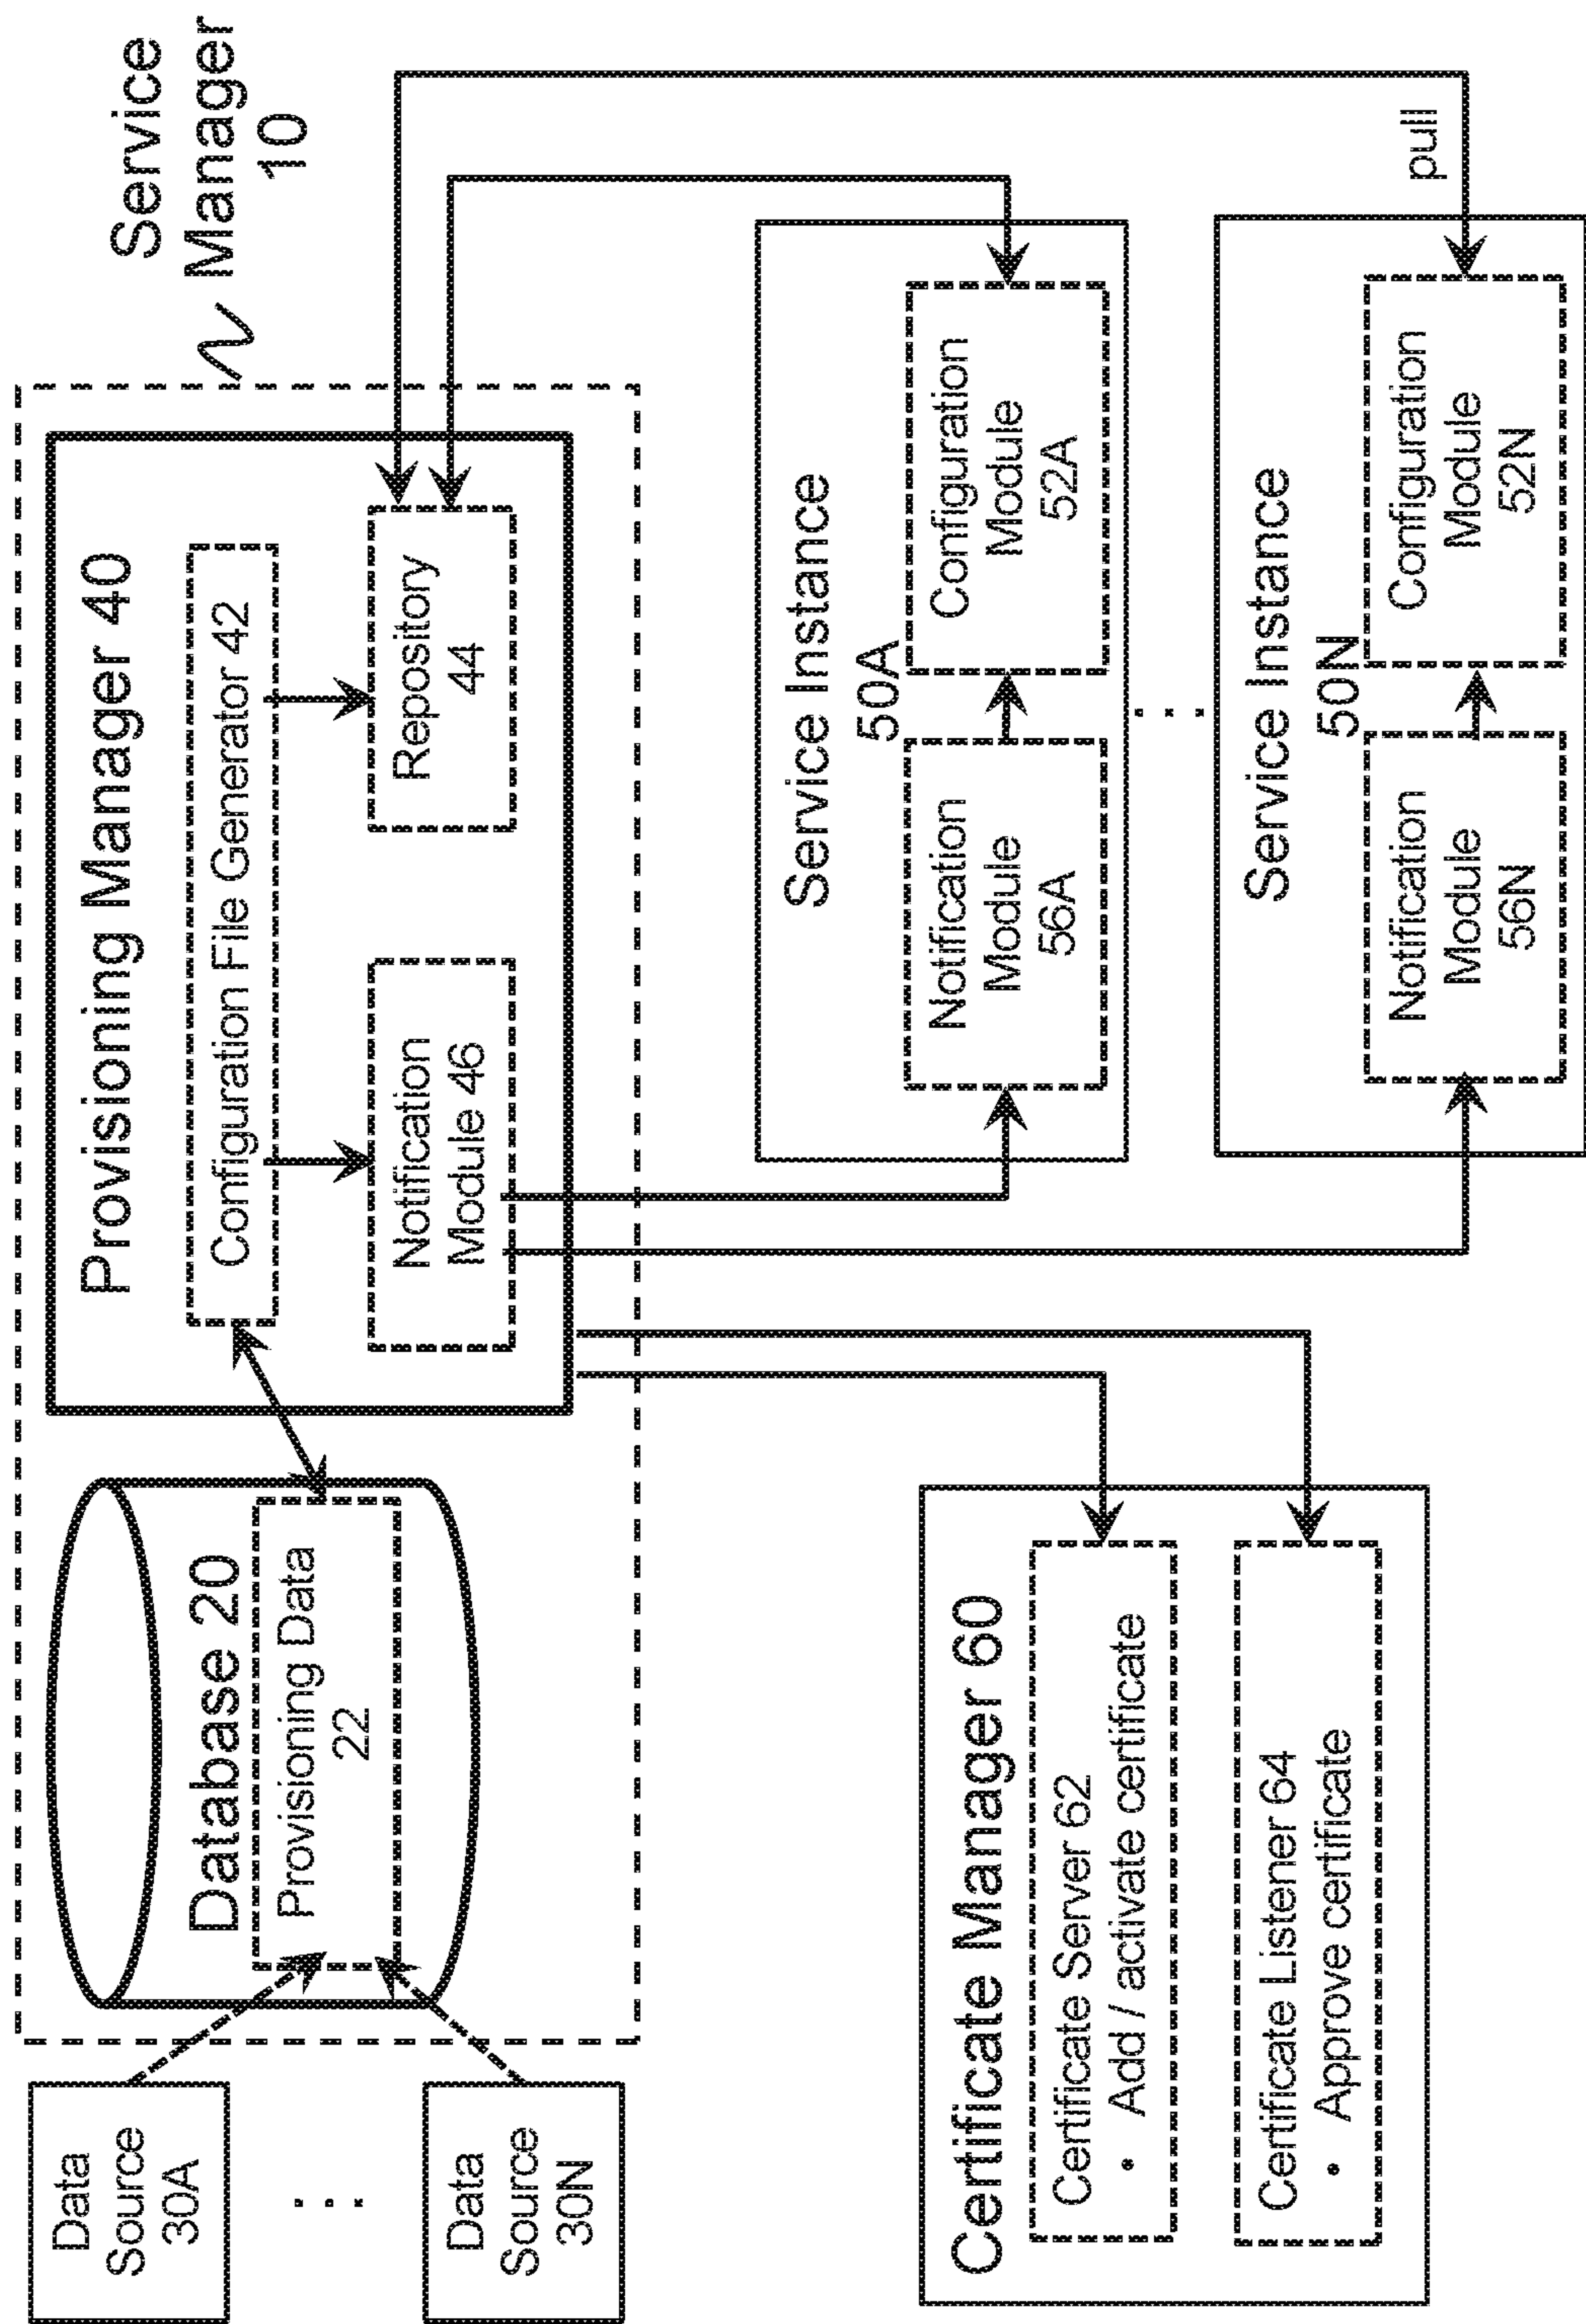 Service
Manager
10
Data
Source
30A
. . .
Data
Source
30N
Database 20
Provisioning Data
22
Provisioning Manager 40
Configuration File Generator 42
Notification
Module 46
Repository
44
Certificate Manager 60
Certificate Server 62
• Add / activate certificate
Certificate Listener 64
• Approve certificate
Service Instance
50A
Notification
Module
56A
Configuration
Module
52A
. . .
Service Instance
50N
Notification
Module
56N
Configuration
Module
52N
pull